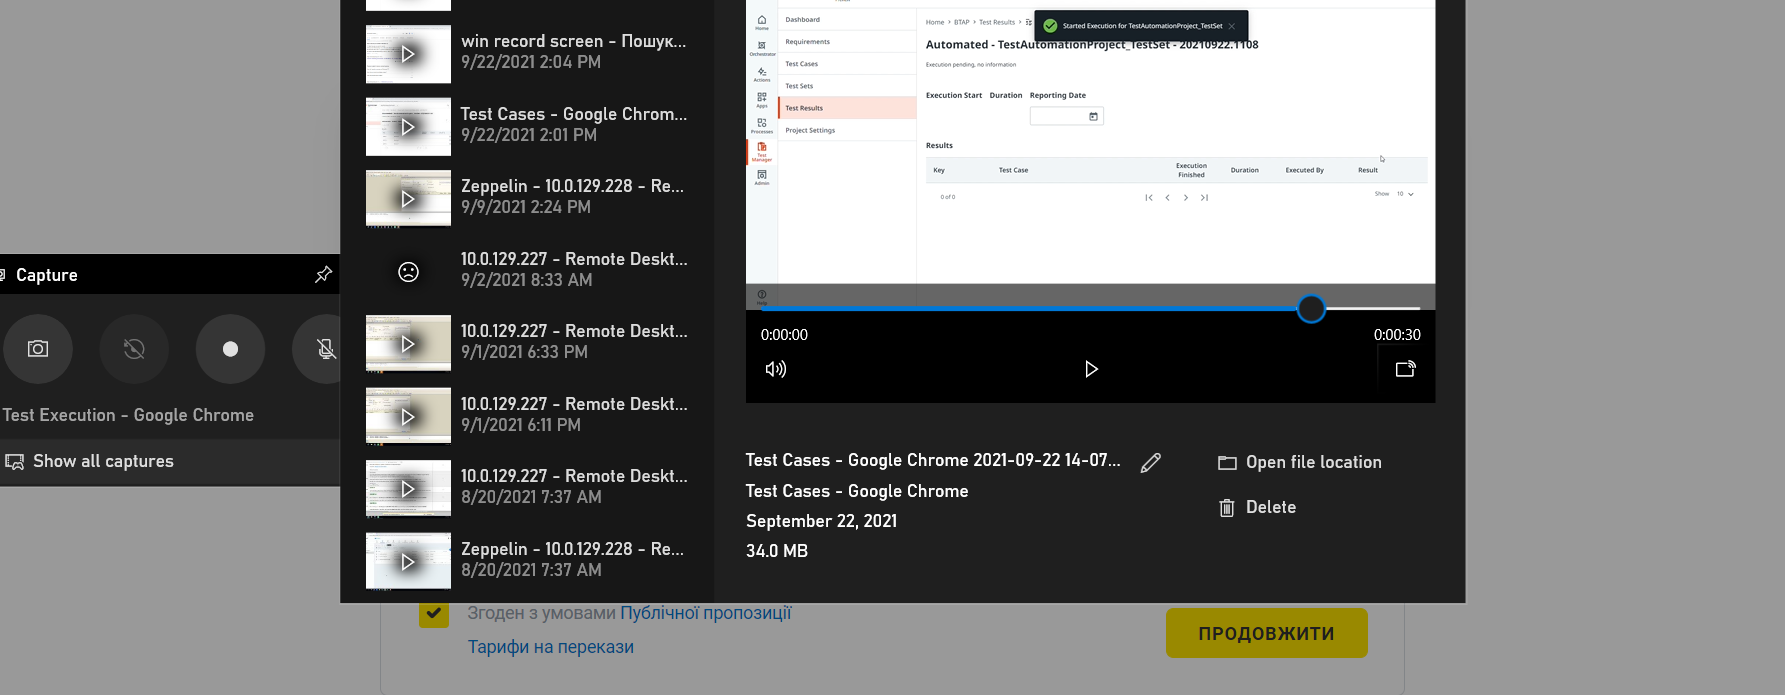 Capture
Test Execution - Google Chrome
Show all captures
win record screen - Пошук...
9/22/2021 2:04 PM
Test Cases - Google Chrom...
9/22/2021 2:01 PM
Zeppelin - 10.0.129.228 - Re...
9/9/2021 2:24 PM
10.0.129.227 - Remote Deskt...
9/2/2021 8:33 AM
10.0.129.227 - Remote Deskt...
9/1/2021 6:33 PM
10.0.129.227 - Remote Deskt...
9/1/2021 6:11 PM
10.0.129.227 - Remote Deskt...
8/20/2021 7:37 AM
Zeppelin - 10.0.129.228 - Re...
8/20/2021 7:37 AM
Home
Orchestrator
Actions
Apps
Processes
Test Manager
Admin
Help
Dashboard
Requirements
Test Cases
Test Sets
Test Results
Project Settings
Home > BTAP > Test Results >
Started Execution for TestAutomationProject_TestSet
Automated - TestAutomationProject_TestSet - 20210922.1108
Execution pending, no information
Execution Start Duration Reporting Date
Results
Key Test Case Execution Finished Duration Executed By Result
0 of 0 Show 10
0:00:00 0:00:30
Test Cases - Google Chrome 2021-09-22 14-07...
Test Cases - Google Chrome
September 22, 2021
34.0 MB
Open file location
Delete
Згоден з умовами Публічної пропозиції
Тарифи на перекази
ПРОДОВЖИТИ